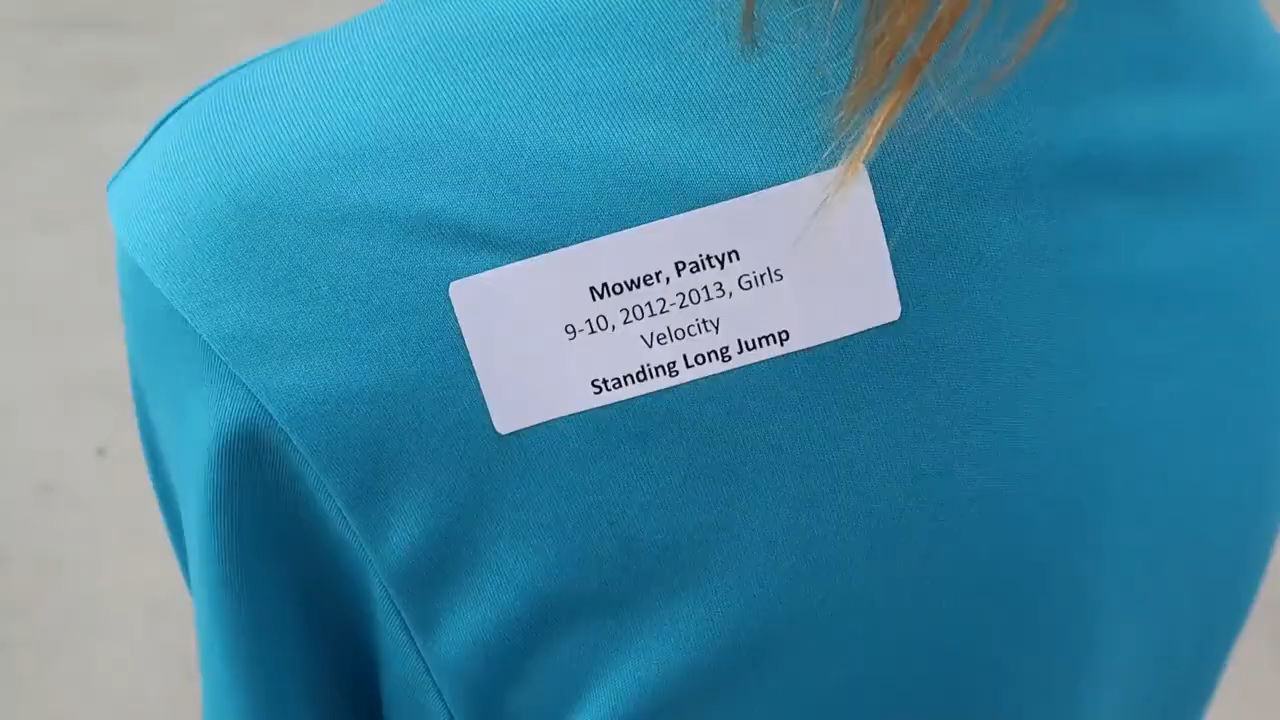 Mower, Paityn
9-10, 2012-2013, Girls
Velocity
Standing Long Jump